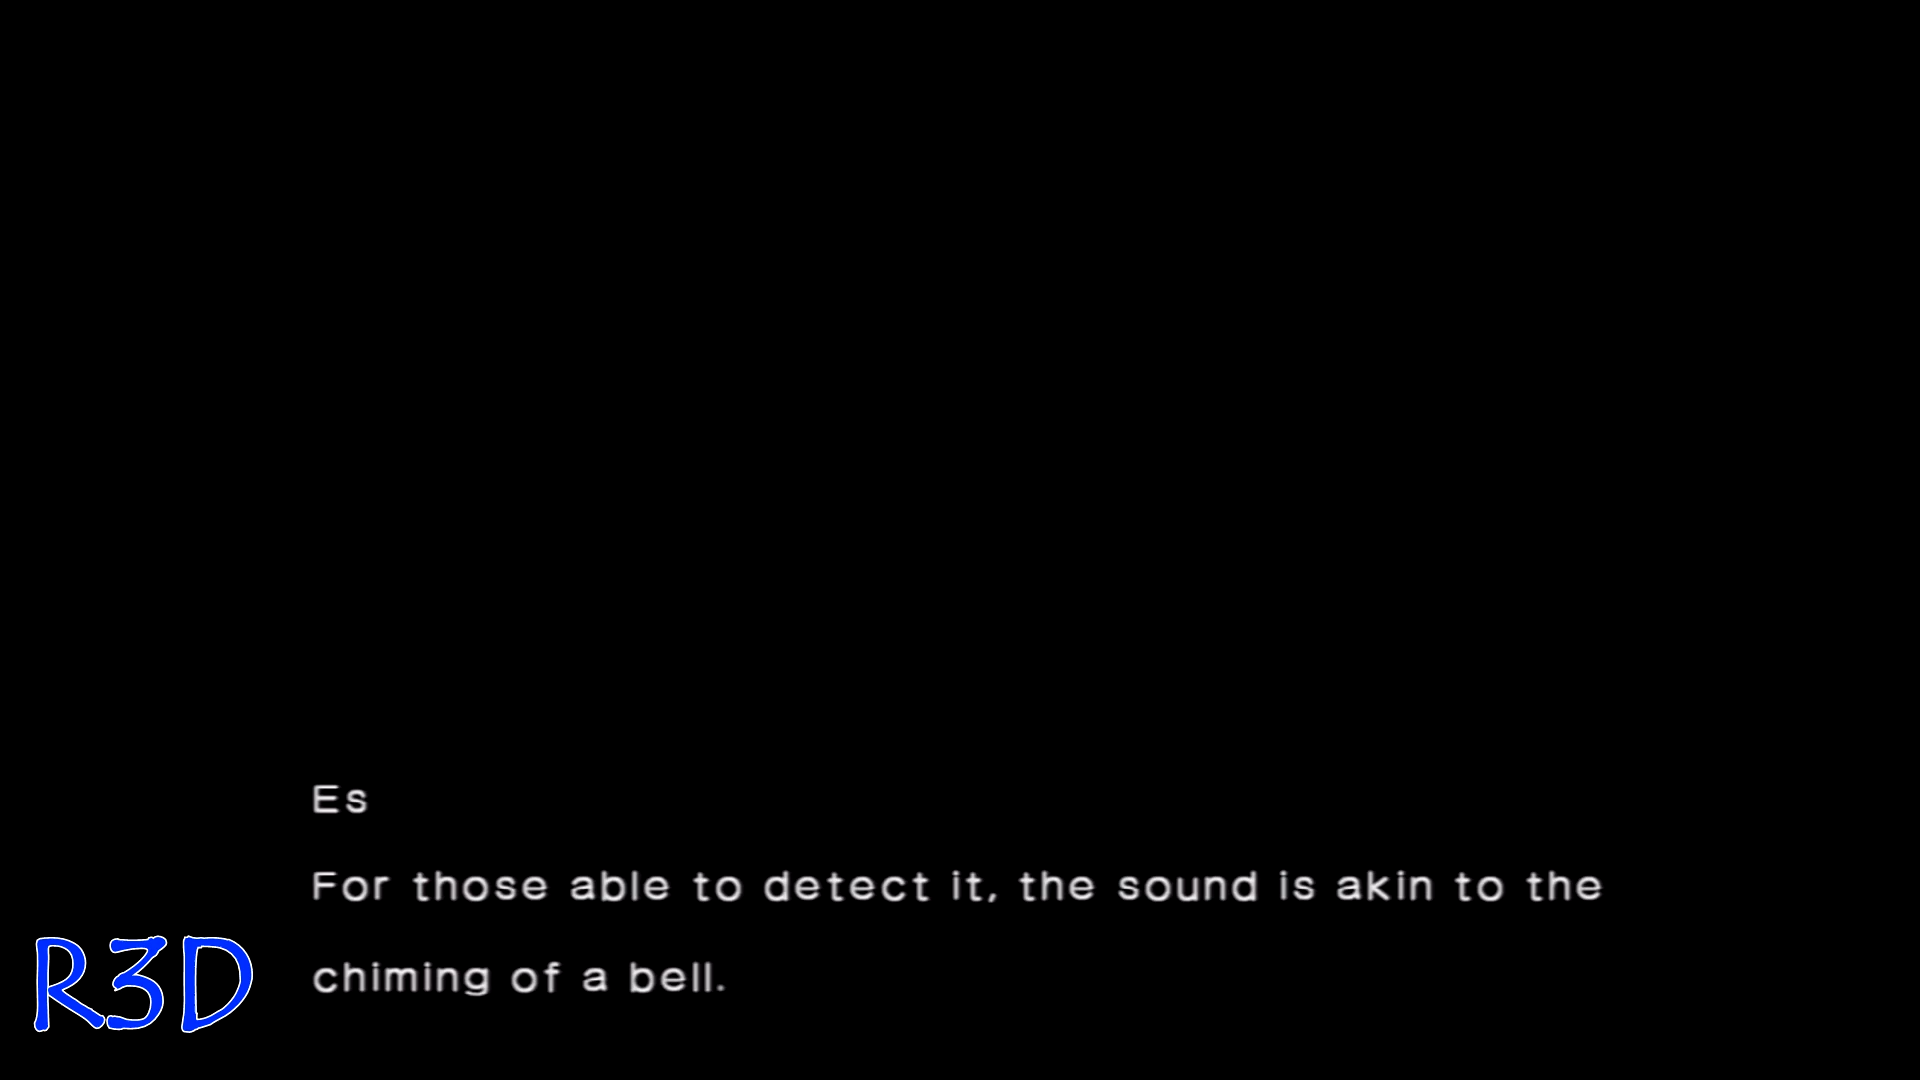 Es
For those able to detect it, the sound is akin to the
chiming of a bell.
R3D